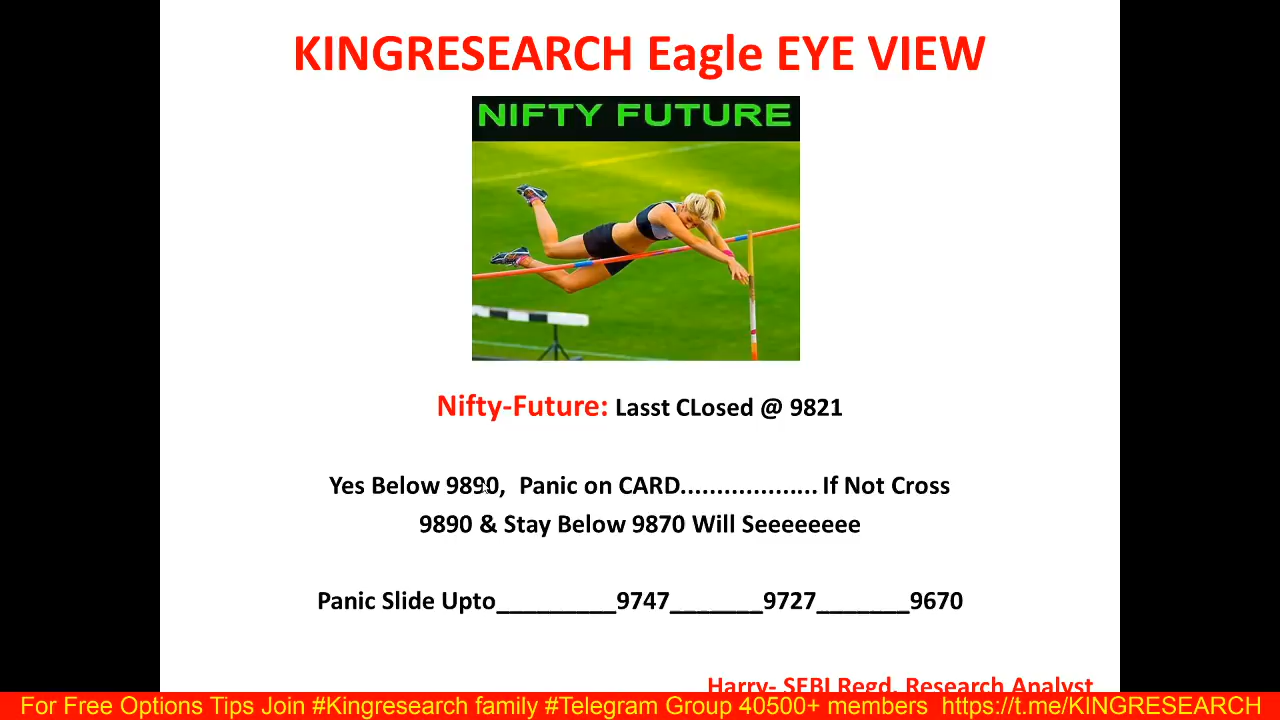 KINGRESEARCH Eagle EYE VIEW
NIFTY FUTURE
Nifty-Future: Lasst CLosed @ 9821
Yes Below 9890, Panic on CARD................... If Not Cross
9890 & Stay Below 9870 Will Seeeeeeee
Panic Slide Upto_________9747_______9727_______9670
Harry- SEBI Regd. Research Analyst
For Free Options Tips Join #Kingresearch family #Telegram Group 40500+ members https://t.me/KINGRESEARCH